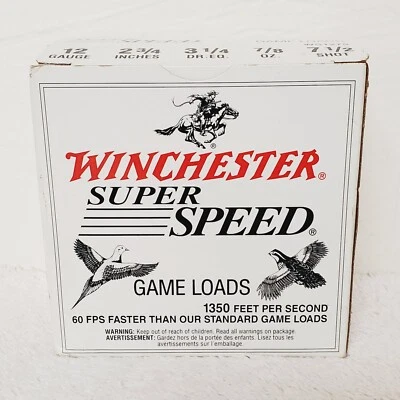 12 2 3/4 3 1/4 7/8 7 1/2
GAUGE INCHES DR.EQ. OZ. SHOT
WINCHESTER®
SUPER
SPEED®
GAME LOADS
1350 FEET PER SECOND
60 FPS FASTER THAN OUR STANDARD GAME LOADS
WARNING: Keep out of reach of children. Read all warnings on package.
AVERTISSEMENT: Gardez hors de la portée des enfants. Lisez tous les
avertissements sur l'emballage.